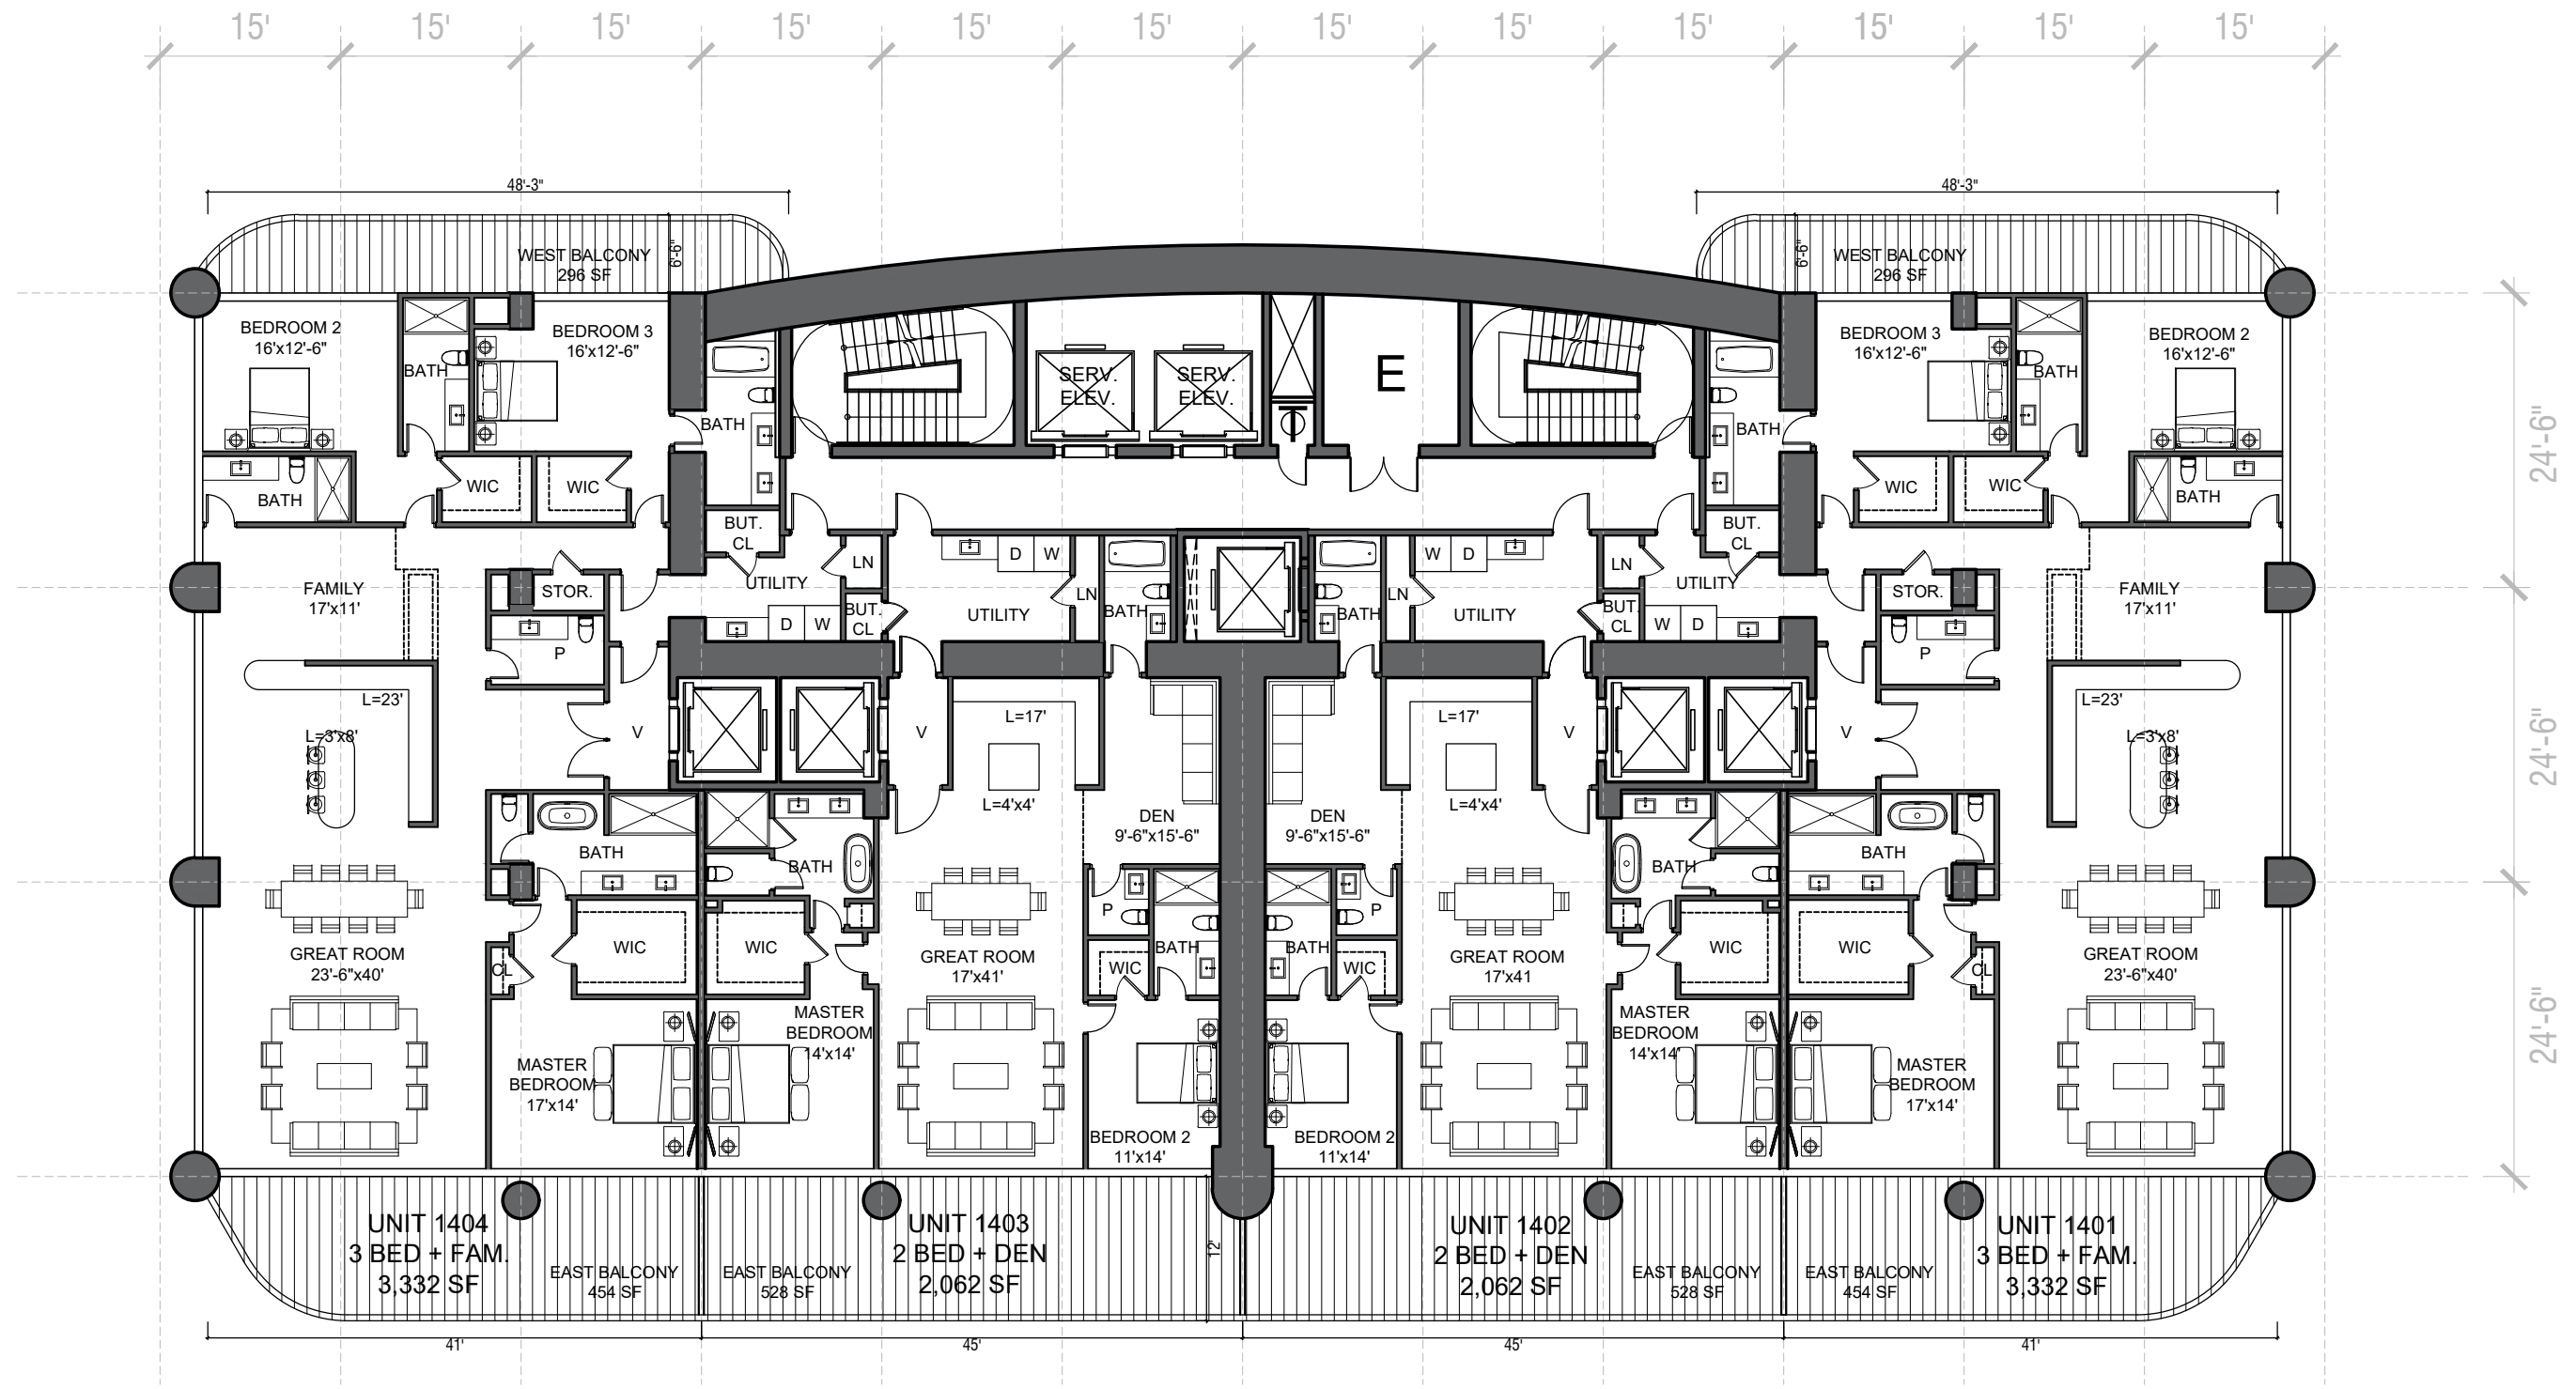 15' 15' 15' 15' 15' 15' 15' 15' 15' 15' 15' 15'
48'-3" 48'-3"
6'-6" 6'-6"
WEST BALCONY WEST BALCONY
296 SF 296 SF
BEDROOM 2 BEDROOM 3 BEDROOM 3 BEDROOM 2
16'x12'-6" 16'x12'-6" 16'x12'-6" 16'x12'-6"
SERV. SERV.
ELEV. ELEV.
E
T
BATH BATH
BATH BATH
24'-6"
WIC WIC WIC WIC
BATH BATH
BUT. BUT.
CL CL
D W W D
LN LN
UTILITY UTILITY
FAMILY FAMILY
17'x11' 17'x11'
STOR. STOR.
LN LN
BATH BATH
UTILITY UTILITY
BUT. BUT.
CL CL
D W W D
P P
L=23' L=23'
L=17' L=17'
V V V V
24'-6"
L=3'x8' L=3'x8'
L=4'x4' L=4'x4'
DEN DEN
9'-6"x15'-6" 9'-6"x15'-6"
BATH BATH BATH BATH
P P
WIC WIC WIC WIC
BATH BATH
GREAT ROOM GREAT ROOM GREAT ROOM GREAT ROOM
23'-6"x40' 17'x41' 17'x41 23'-6"x40'
CL CL
WIC WIC
24'-6"
MASTER MASTER
BEDROOM BEDROOM
14'x14' 14'x14'
MASTER MASTER
BEDROOM BEDROOM
17'x14' 17'x14'
BEDROOM 2 BEDROOM 2
11'x14' 11'x14'
UNIT 1404 UNIT 1403 UNIT 1402 UNIT 1401
3 BED + FAM. 2 BED + DEN 2 BED + DEN 3 BED + FAM.
3,332 SF 2,062 SF 2,062 SF 3,332 SF
12'
EAST BALCONY EAST BALCONY EAST BALCONY EAST BALCONY
454 SF 528 SF 528 SF 454 SF
41' 45' 45' 41'